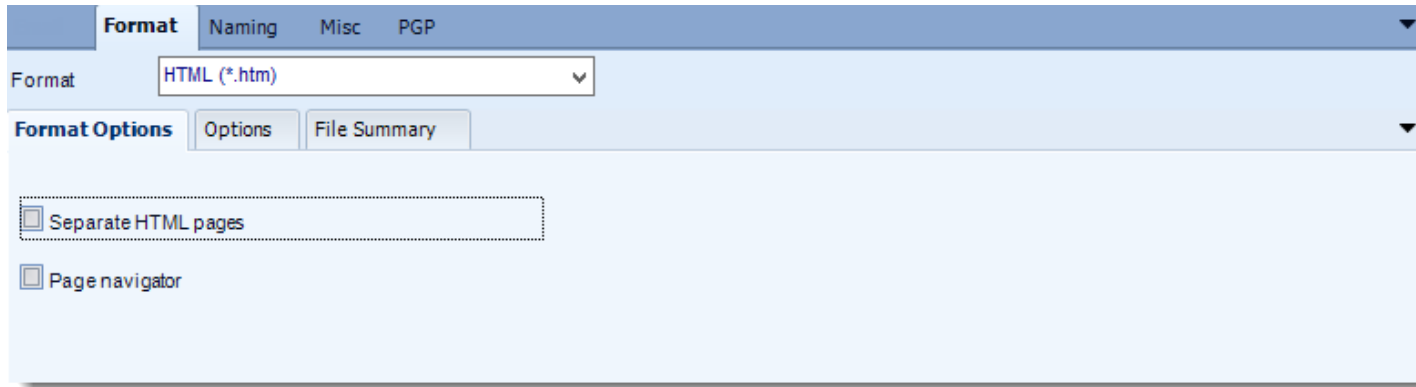 Format Naming Misc PGP
Format HTML (*.htm)
Format Options Options File Summary
Separate HTML pages
Page navigator